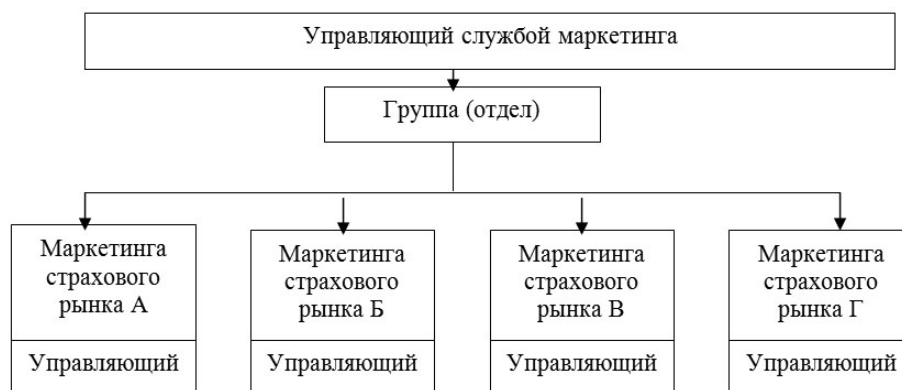 Управляющий службой маркетинга
Группа (отдел)
Маркетинга
страхового
рынка А
Управляющий
Маркетинга
страхового
рынка Б
Управляющий
Маркетинга
страхового
рынка В
Управляющий
Маркетинга
страхового
рынка Г
Управляющий